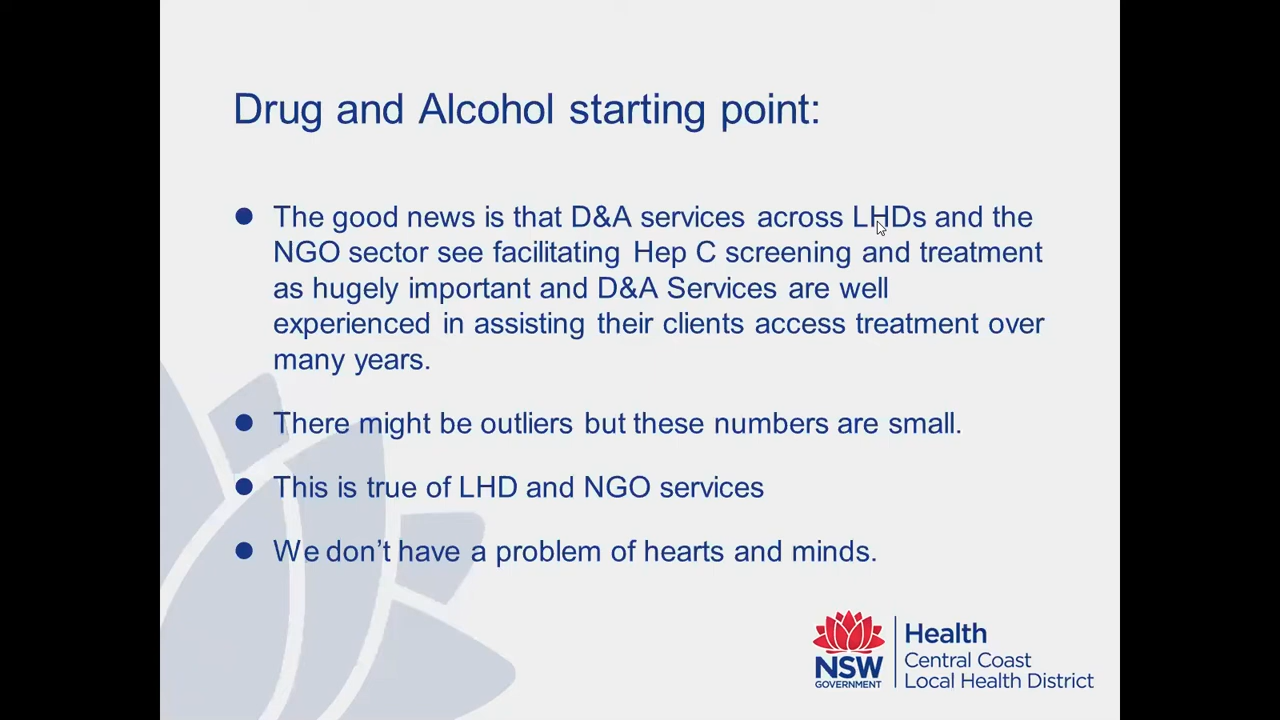 Drug and Alcohol starting point:
The good news is that D&A services across LHDs and the
NGO sector see facilitating Hep C screening and treatment
as hugely important and D&A Services are well
experienced in assisting their clients access treatment over
many years.
There might be outliers but these numbers are small.
This is true of LHD and NGO services
We don’t have a problem of hearts and minds.
NSW
GOVERNMENT
Health
Central Coast
Local Health District